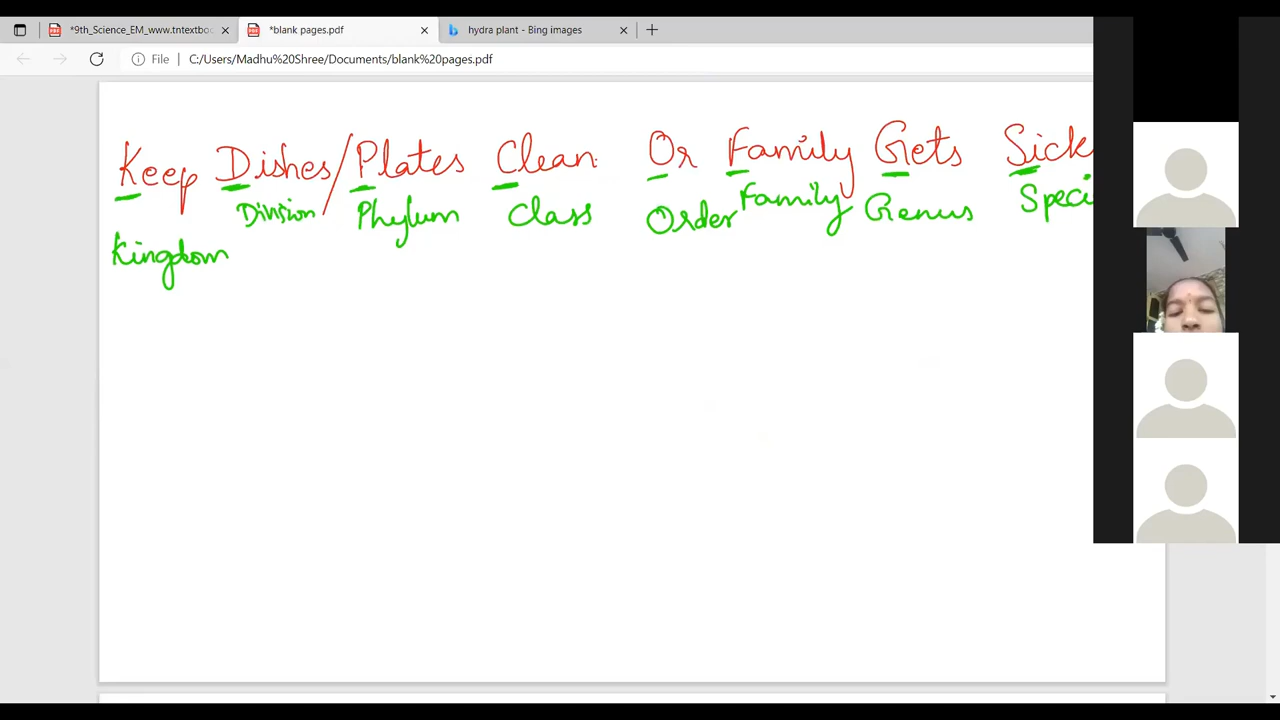 *9th_Science_EM_www.tntextbo
*blank pages.pdf
hydra plant - Bing images
File
C:/Users/Madhu%20Shree/Documents/blank%20pages.pdf
Keep Dishes/Plates Clean Or Family Gets Sick
Division Phylum Class Order Family Genus Speci
Kingdom